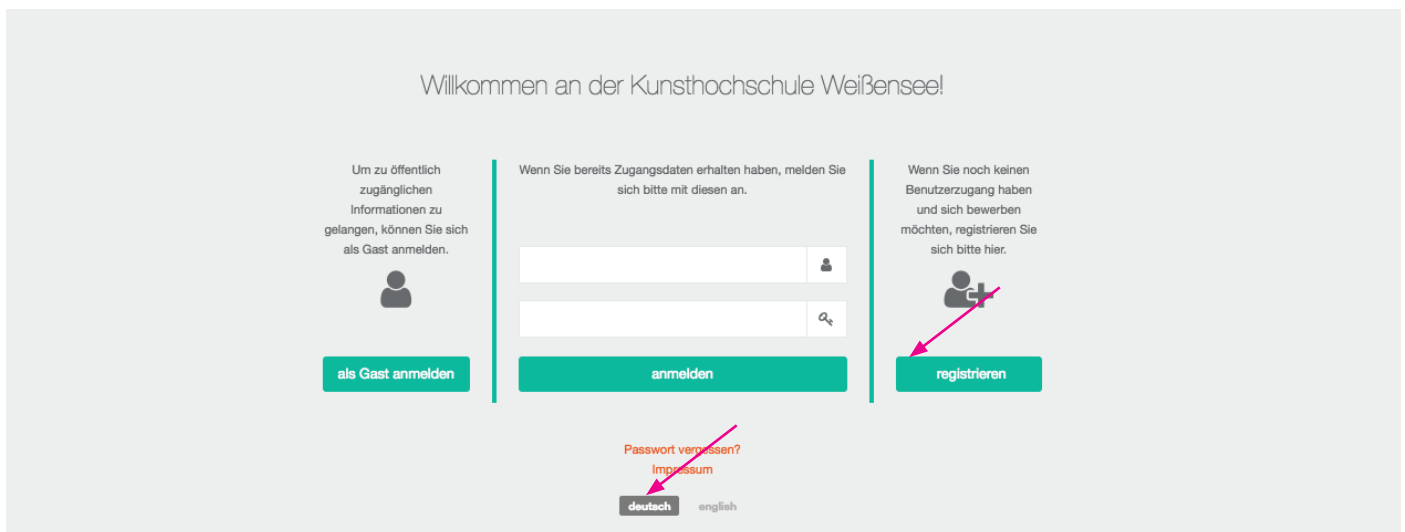 Willkommen an der Kunsthochschule Weißensee!
Um zu öffentlich
zugänglichen
Informationen zu
gelangen, können Sie sich
als Gast anmelden.
als Gast anmelden
Wenn Sie bereits Zugangsdaten erhalten haben, melden Sie
sich bitte mit diesen an.
anmelden
Wenn Sie noch keinen
Benutzerzugang haben
und sich bewerben
möchten, registrieren Sie
sich bitte hier.
registrieren
Passwort vergessen?
Impressum
deutsch english